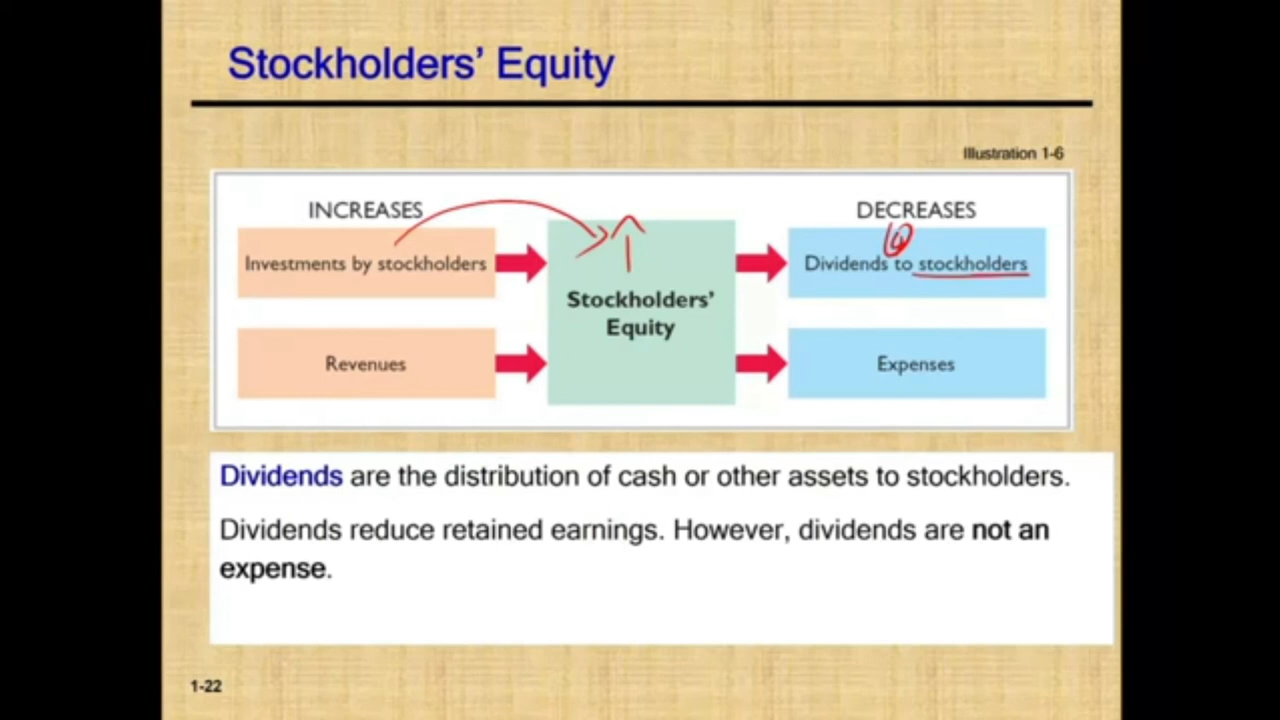 Stockholders' Equity
Illustration 1-6
INCREASES
DECREASES
Investments by stockholders
Dividends to stockholders
Stockholders'
Equity
Revenues
Expenses
Dividends are the distribution of cash or other assets to stockholders.
Dividends reduce retained earnings. However, dividends are not an
expense.
1-22